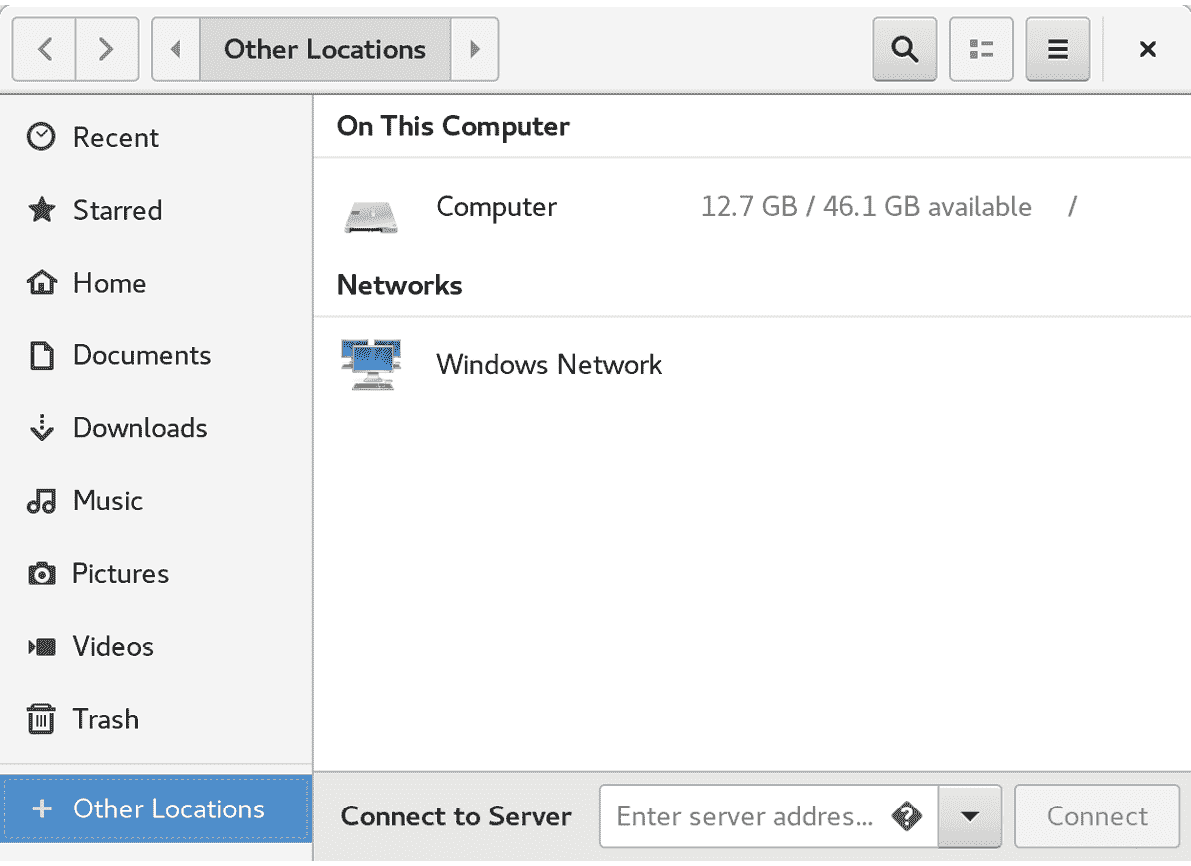 Other Locations
Recent
Starred
Home
Documents
Downloads
Music
Pictures
Videos
Trash
+ Other Locations
On This Computer
Computer 12.7 GB / 46.1 GB available /
Networks
Windows Network
Connect to Server Enter server addres... Connect